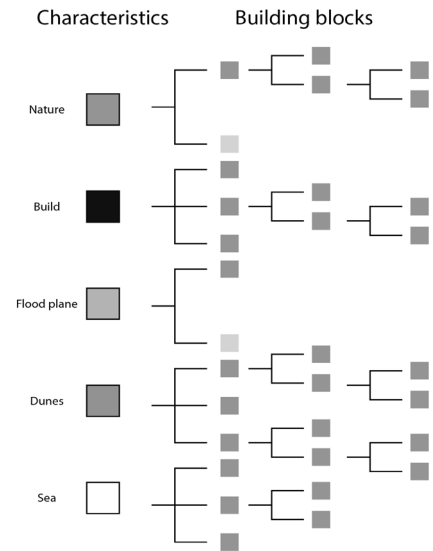 Characteristics
Building blocks
Nature
Build
Flood plane
Dunes
Sea